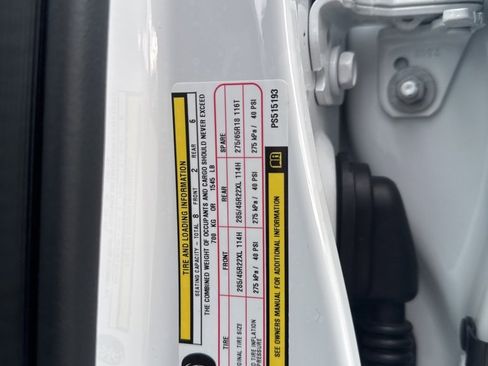 TIRE AND LOADING INFORMATION
SEATING CAPACITY - TOTAL 8 FRONT 2 REAR 6
THE COMBINED WEIGHT OF OCCUPANTS AND CARGO SHOULD NEVER EXCEED
700 KG OR 1545 LB
TIRE FRONT REAR SPARE
INAL TIRE SIZE 285/45R22XL 114H 285/45R22XL 114H 275/65R18 116T
D TIRE INFLATION PRESSURE 275 kPa / 40 PSI 275 kPa / 40 PSI 275 kPa / 40 PSI
SEE OWNERS MANUAL FOR ADDITIONAL INFORMATION
PS515193